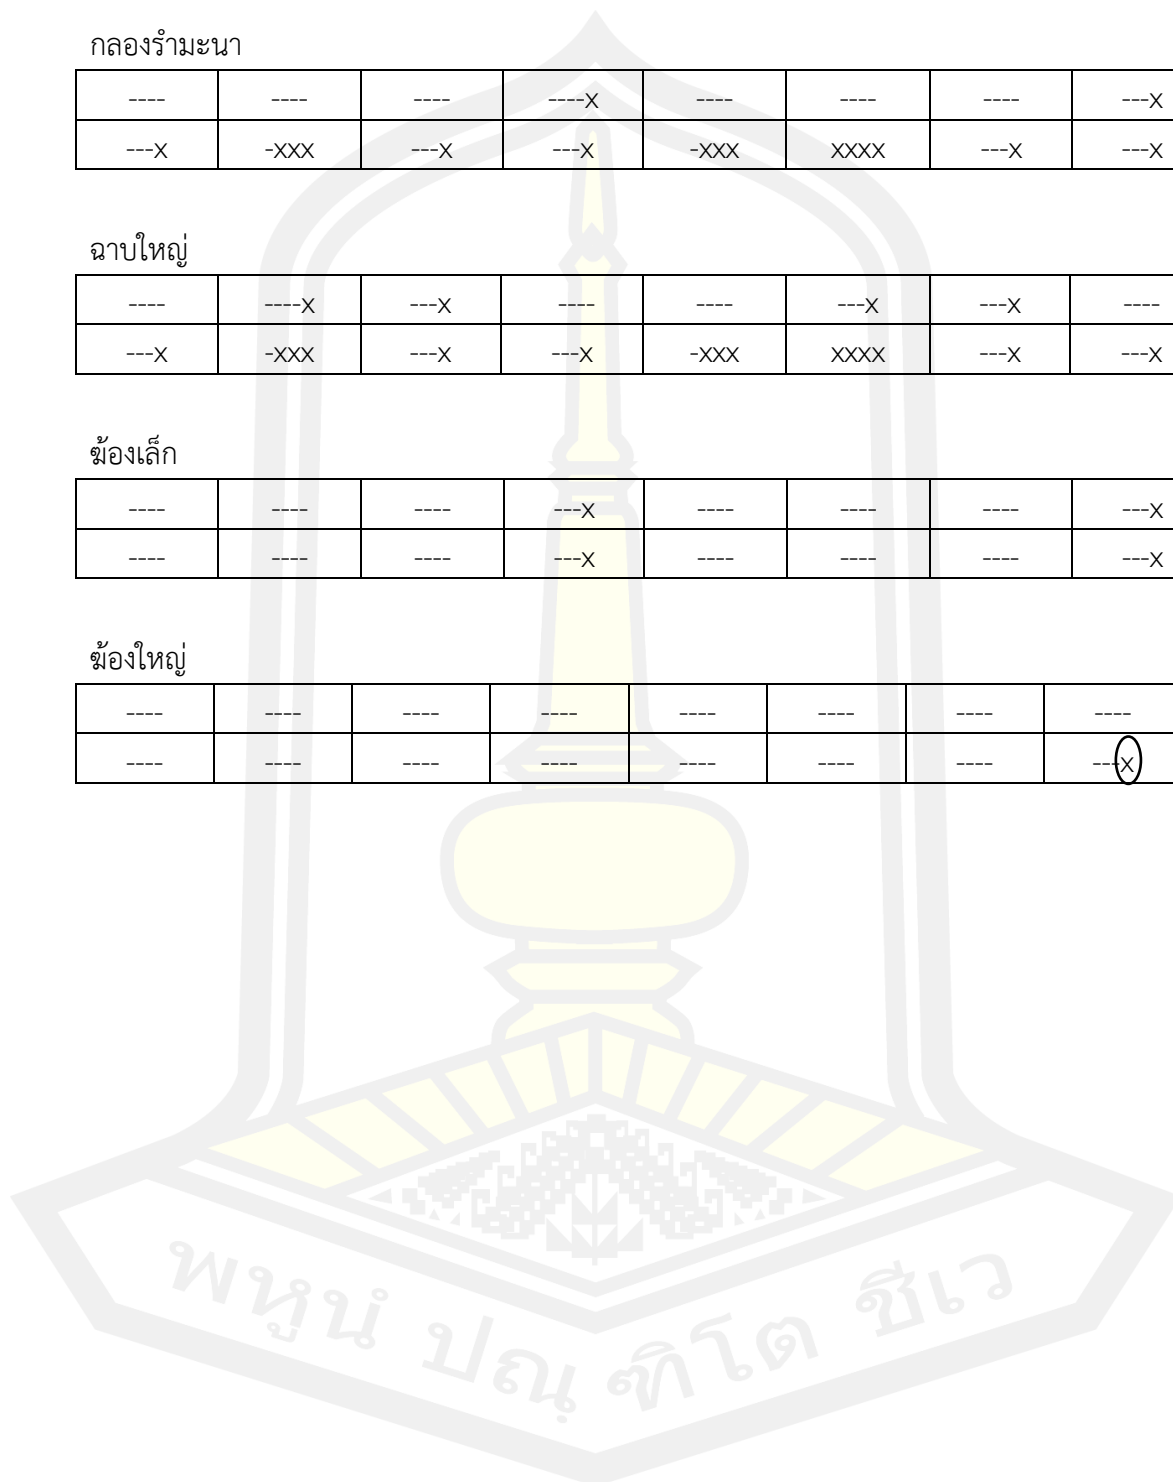 กลองรำมะนา
---- ---- ---- ----X ---- ---- ---- ---X
---X -XXX ---X ---X -XXX XXXX ---X ---X
ฉาบใหญ่
---- ----X ---X ---- ---- ---X ---X ----
---X -XXX ---X ---X -XXX XXXX ---X ---X
ฆ้องเล็ก
---- ---- ---- ---X ---- ---- ---- ---X
---- ---- ---- ---X ---- ---- ---- ---X
ฆ้องใหญ่
---- ---- ---- ---- ---- ---- ---- ----
---- ---- ---- ---- ---- ---- ---- ---X
พหูนํ ปณฺฑิโต ชีเว